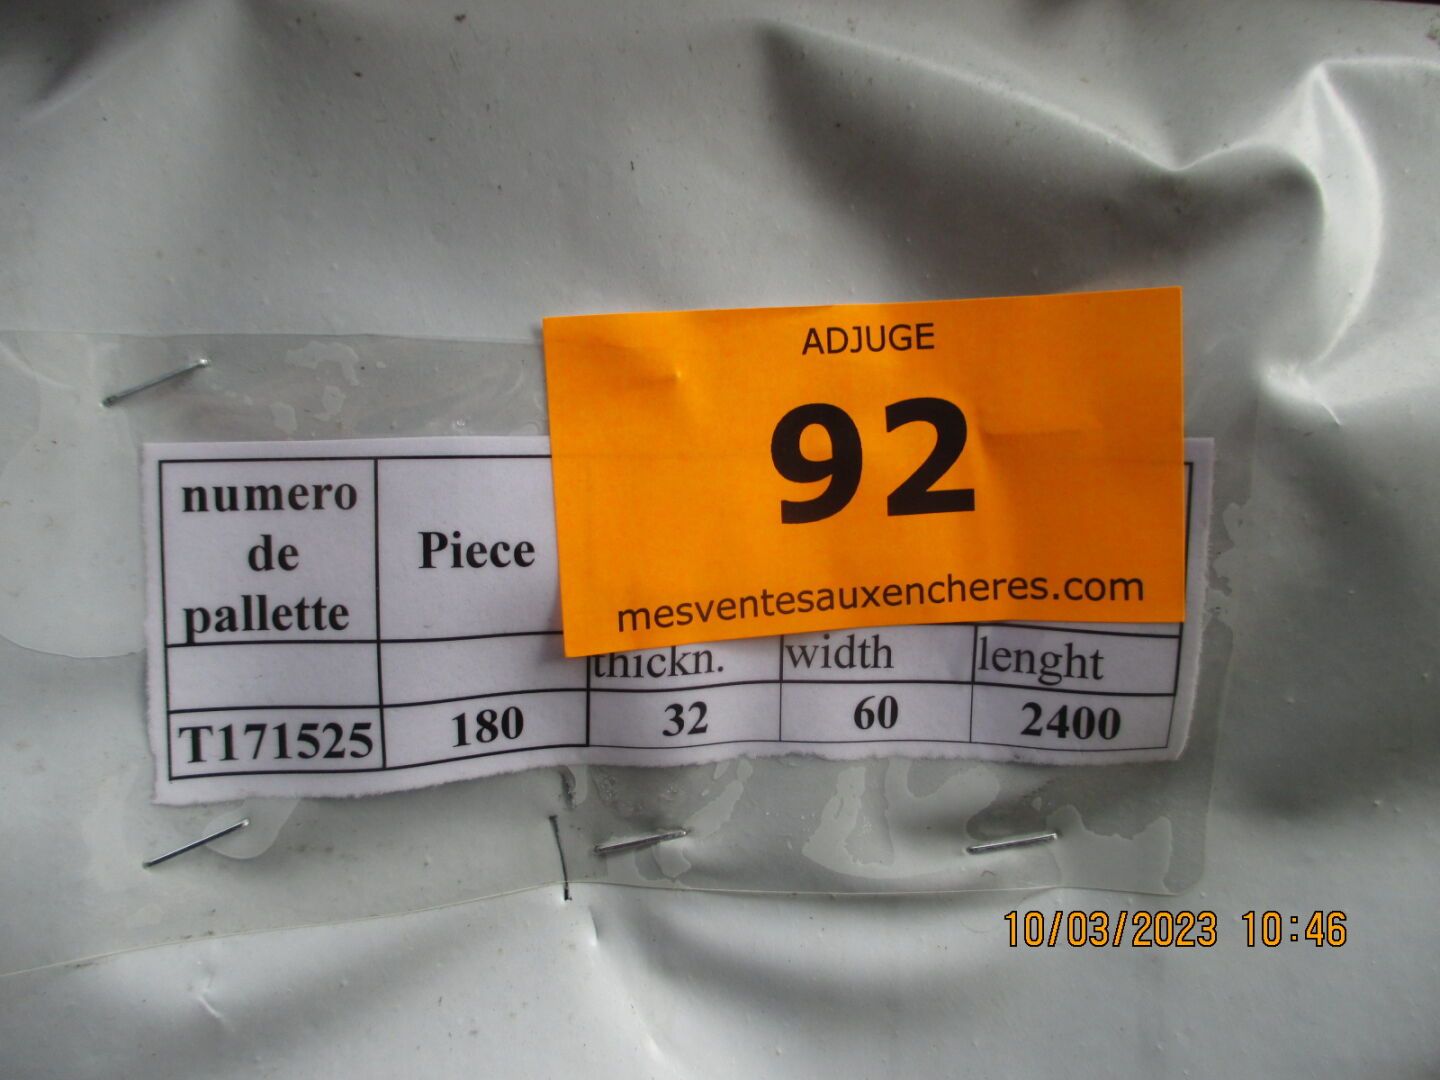 ADJUGE
92
mesventesauxencheres.com
numero
de
pallette
Piece
thickn. width lenght
T171525 180 32 60 2400
10/03/2023 10:46